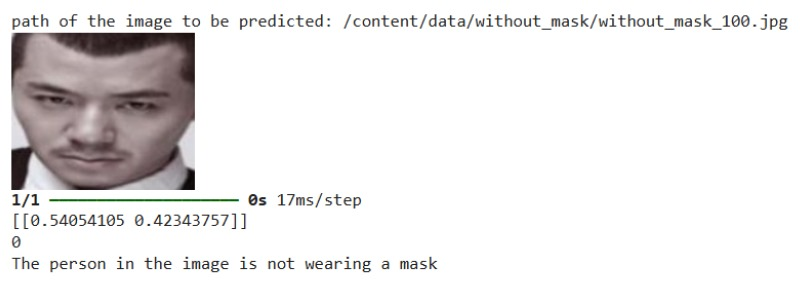 path of the image to be predicted: /content/data/without_mask/without_mask_100.jpg
1/1 ━━━━━━━━━━━━━━━━━━━━ 0s 17ms/step
[[0.54054105 0.42343757]]
0
The person in the image is not wearing a mask